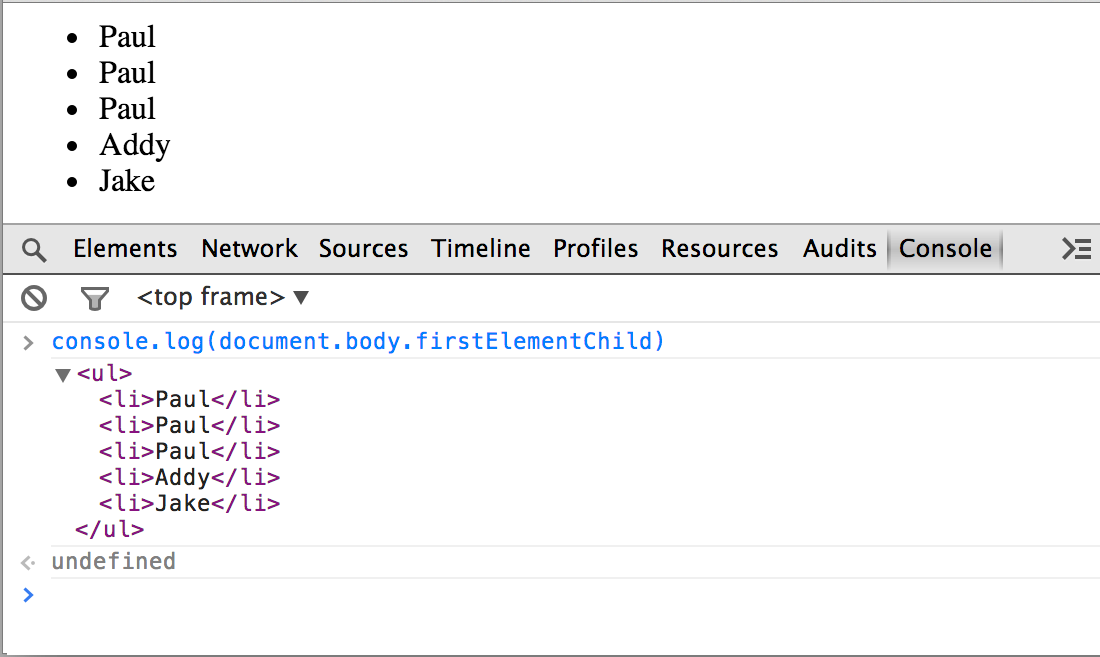 • Paul
• Paul
• Paul
• Addy
• Jake
Elements Network Sources Timeline Profiles Resources Audits Console
<top frame> ▼
> console.log(document.body.firstElementChild)
▼<ul>
<li>Paul</li>
<li>Paul</li>
<li>Paul</li>
<li>Addy</li>
<li>Jake</li>
</ul>
undefined
>